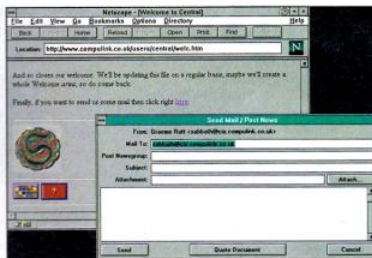 Netscape - [Welcome to Central]
File Edit View Go Bookmarks Options Directory Help
Back Home Reload Open Print Find
Location: http://www.compulink.co.uk/users/central/welc.htm
N
And so closes our welcome. We'll be updating this file on a regular basis, maybe we'll create a
whole Welcome area, so do come back.
Finally, if you want to send us some mail then click right here.
?
Send Mail / Post News
From:
Mail To:
Post Newsgroup:
Subject:
Attachment: Attach...
Send Quote Document Cancel